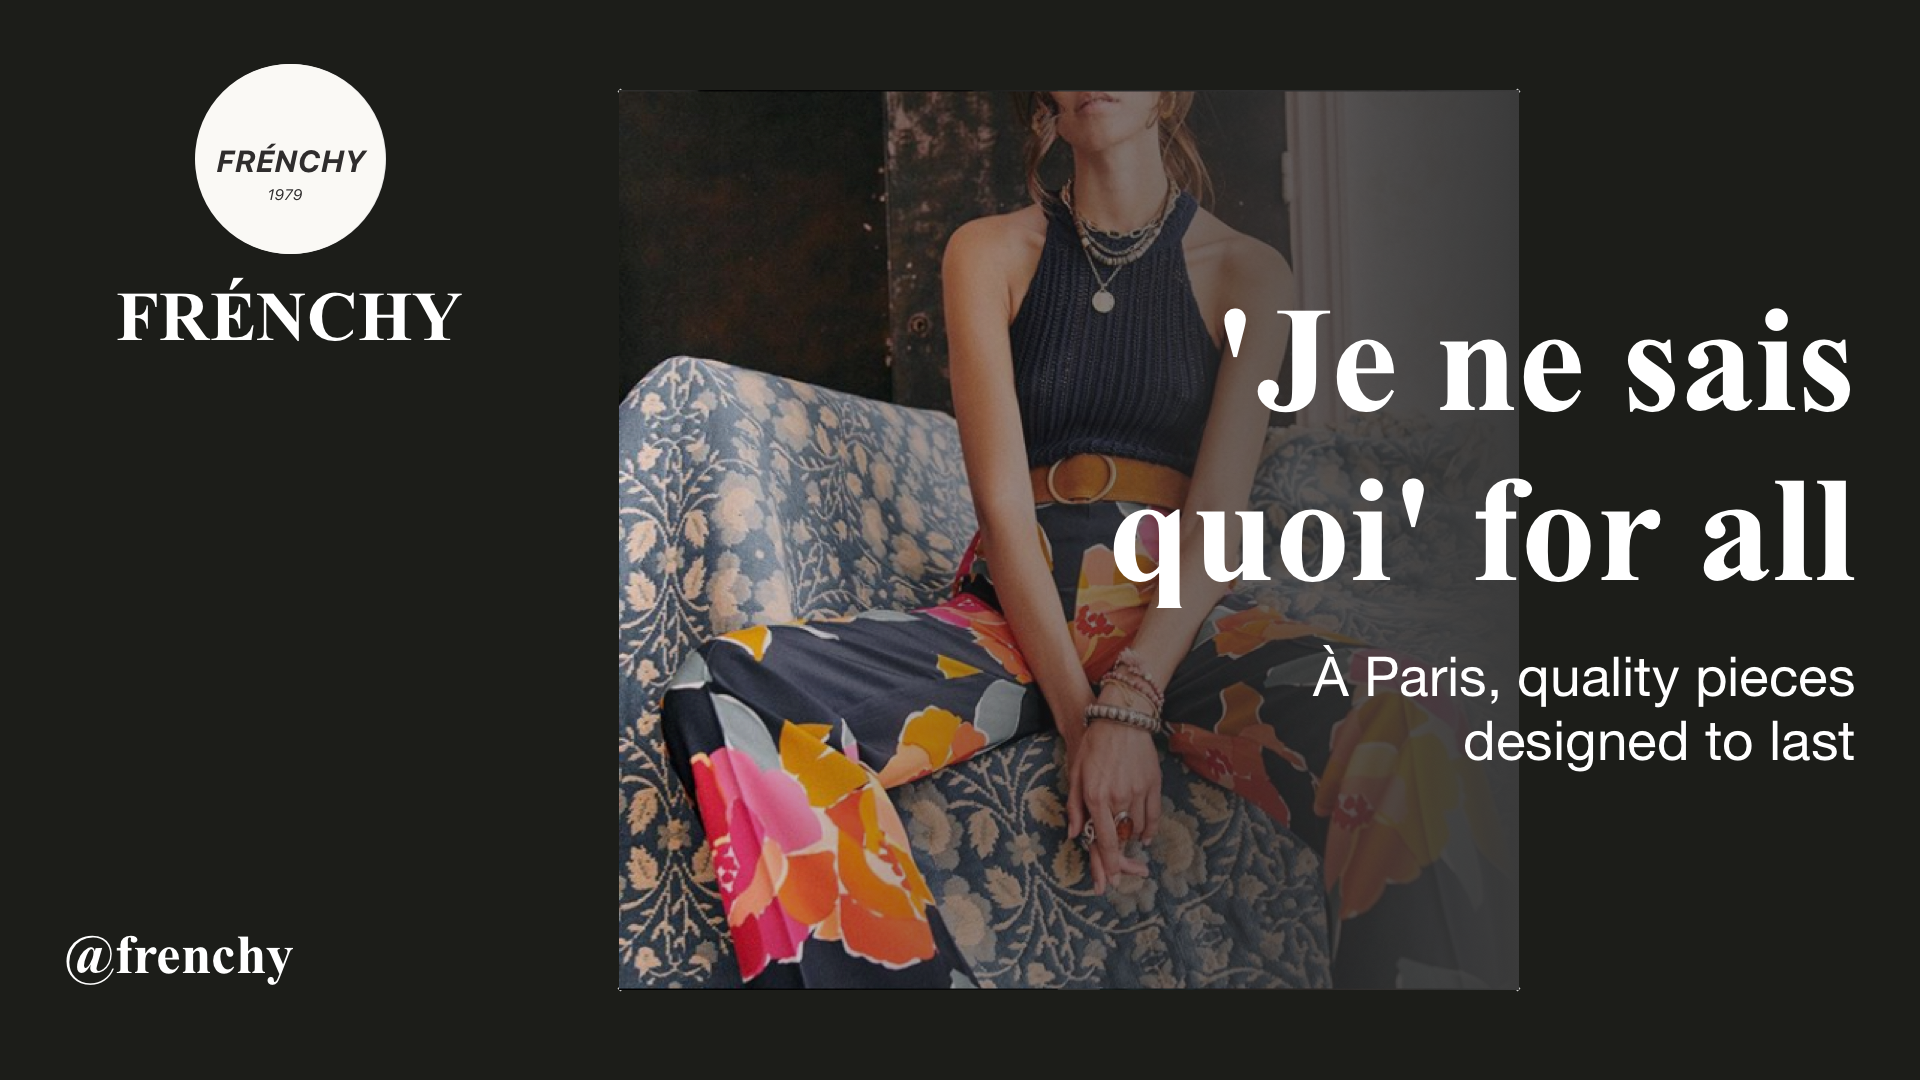 FRÉNCHY
1979
FRÉNCHY
'Je ne sais
quoi' for all
À Paris, quality pieces
designed to last
@frenchy